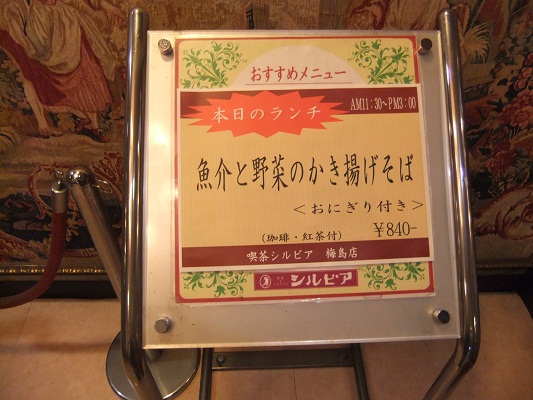 おすすめメニュー
本日のランチ
AM11:30~PM3:00
魚介と野菜のかき揚げそば
<おにぎり付き>
(珈琲・紅茶付)
¥840-
喫茶シルビア 梅島店
シルビア